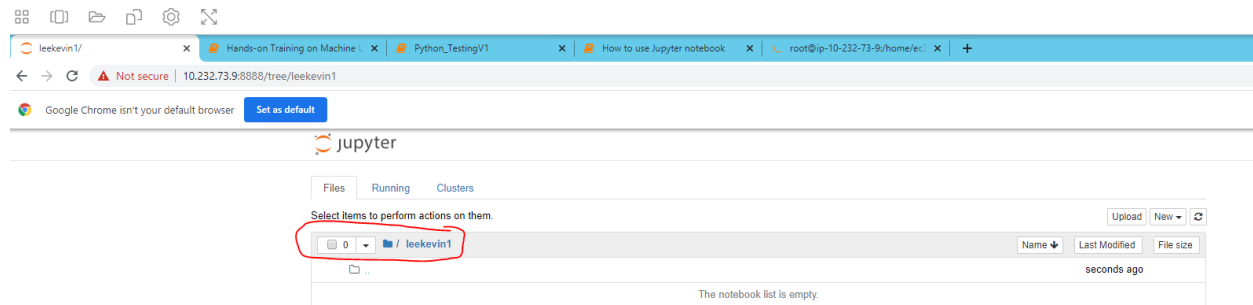 leekevin1/
Hands-on Training on Machine L
Python_TestingV1
How to use Jupyter notebook
root@ip-10-232-73-9:/home/ec2
Not secure | 10.232.73.9:8888/tree/leekevin1
Google Chrome isn't your default browser Set as default
jupyter
Files Running Clusters
Select items to perform actions on them.
Upload New
0 / leekevin1 Name Last Modified File size
.. seconds ago
The notebook list is empty.